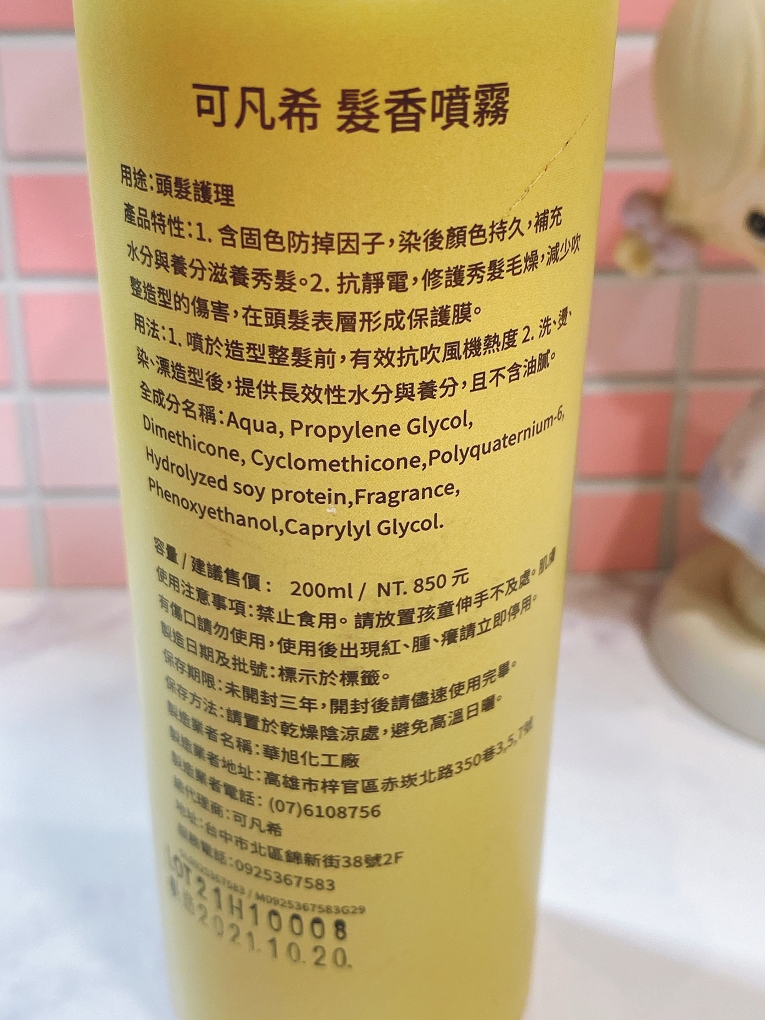 可凡希 髮香噴霧
用途：頭髮護理
產品特性：1. 含固色防掉因子，染後顏色持久，補充
水分與養分滋養秀髮。2. 抗靜電，修護秀髮毛燥，減少吹
整造型的傷害，在頭髮表層形成保護膜。
用法：1. 噴於造型整髮前，有效抗吹風機熱度 2. 洗、燙、
染、漂造型後，提供長效性水分與養分，且不含油膩。
全成分名稱：Aqua, Propylene Glycol,
Dimethicone, Cyclomethicone,Polyquaternium-6,
Hydrolyzed soy protein,Fragrance,
Phenoxyethanol,Caprylyl Glycol.
容量 / 建議售價： 200ml / NT. 850 元
使用注意事項：禁止食用。請放置孩童伸手不及處。肌膚
有傷口請勿使用，使用後出現紅、腫、癢請立即停用。
製造日期及批號：標示於標籤。
保存期限：未開封三年，開封後請儘速使用完畢。
保存方法：請置於乾燥陰涼處，避免高溫日曬。
製造業者名稱：華旭化工廠
製造業者地址：高雄市梓官區赤崁北路350巷3,5,7號
製造業者電話：(07)6108756
總代理商：可凡希
地址：台中市北區錦新街38號2F
服務電話：0925367583
/ M0925367583G29
LOT21H10008
2021.10.20.